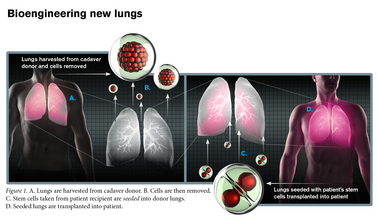 Bioengineering new lungs
Lungs harvested from cadaver
donor and cells removed
A.
B.
C.
D.
Lungs seeded with patient's stem
cells transplanted into patient
Figure 1. A. Lungs are harvested from cadaver donor. B. Cells are then removed.
C. Stem cells taken from patient recipient are seeded into donor lungs.
D. Seeded lungs are transplanted into patient.